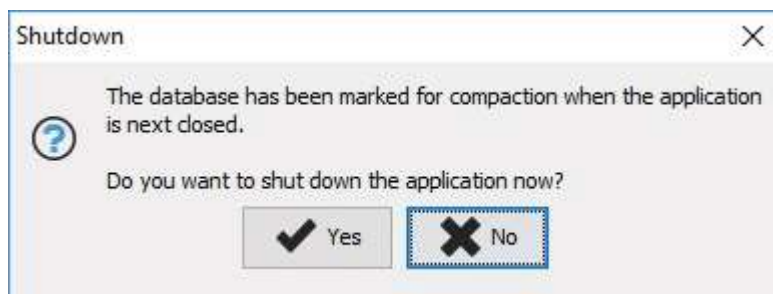 Shutdown
The database has been marked for compaction when the application
is next closed.
Do you want to shut down the application now?
Yes
No